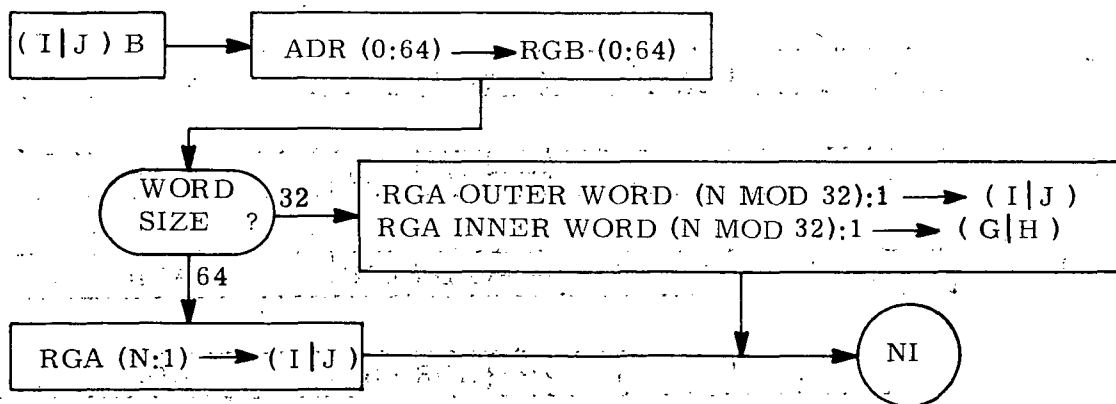 ( I|J ) B
ADR (0:64) → RGB (0:64)
WORD
SIZE ?
32
RGA OUTER WORD (N MOD 32):1 → ( I|J )
RGA INNER WORD (N MOD 32):1 → ( G|H )
64
RGA (N:1) → ( I|J )
NI